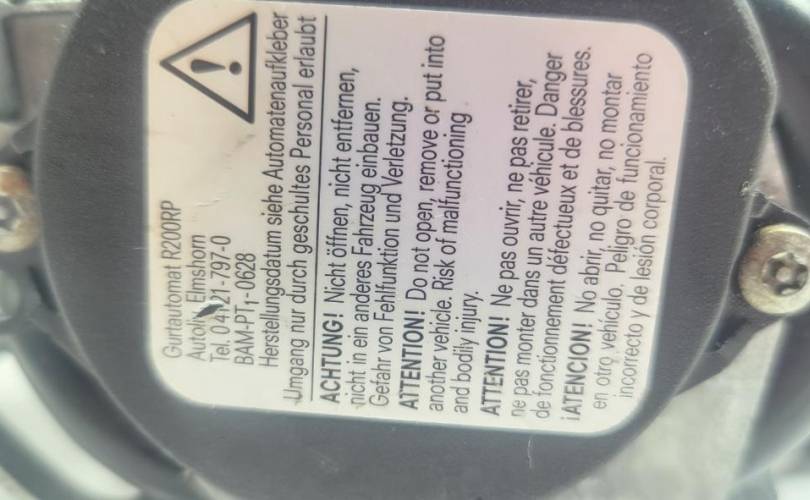 Gurtautomat R200RP
Autoliv Elmshorn
Tel. 04121-797-0
BAM-PT1-0628
Herstellungsdatum siehe Automatenaufkleber
Umgang nur durch geschultes Personal erlaubt
ACHTUNG! Nicht öffnen, nicht entfernen,
nicht in ein anderes Fahrzeug einbauen.
Gefahr von Fehlfunktion und Verletzung.
ATTENTION! Do not open, remove or put into
another vehicle. Risk of malfunctioning
and bodily injury.
ATTENTION! Ne pas ouvrir, ne pas retirer,
ne pas monter dans un autre véhicule. Danger
de fonctionnement défectueux et de blessures.
¡ATENCION! No abrir, no quitar, no montar
en otro vehículo. Peligro de funcionamiento
incorrecto y de lesión corporal.